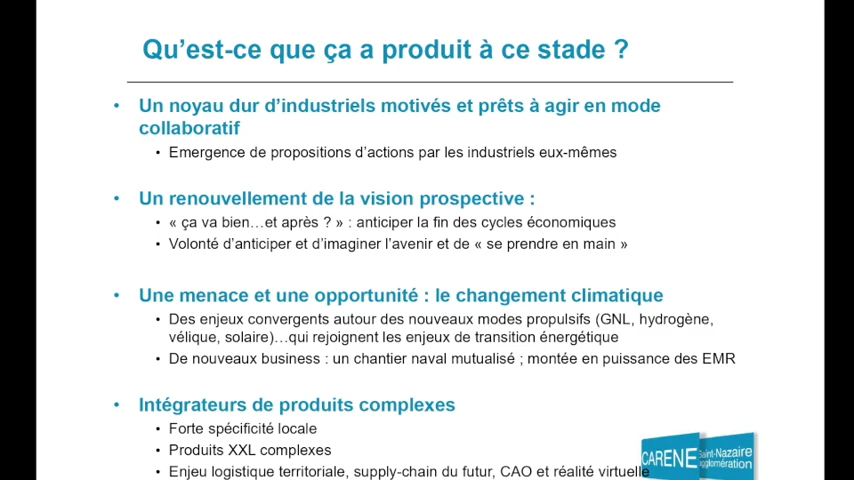 Qu’est-ce que ça a produit à ce stade ?
• Un noyau dur d’industriels motivés et prêts à agir en mode
collaboratif
• Emergence de propositions d’actions par les industriels eux-mêmes
• Un renouvellement de la vision prospective :
• « ça va bien…et après ? » : anticiper la fin des cycles économiques
• Volonté d’anticiper et d’imaginer l’avenir et de « se prendre en main »
• Une menace et une opportunité : le changement climatique
• Des enjeux convergents autour des nouveaux modes propulsifs (GNL, hydrogène,
vélique, solaire)…qui rejoignent les enjeux de transition énergétique
• De nouveaux business : un chantier naval mutualisé ; montée en puissance des EMR
• Intégrateurs de produits complexes
• Forte spécificité locale
• Produits XXL complexes
• Enjeu logistique territoriale, supply-chain du futur, CAO et réalité virtuelle
CARENE Saint-Nazaire
agglomération